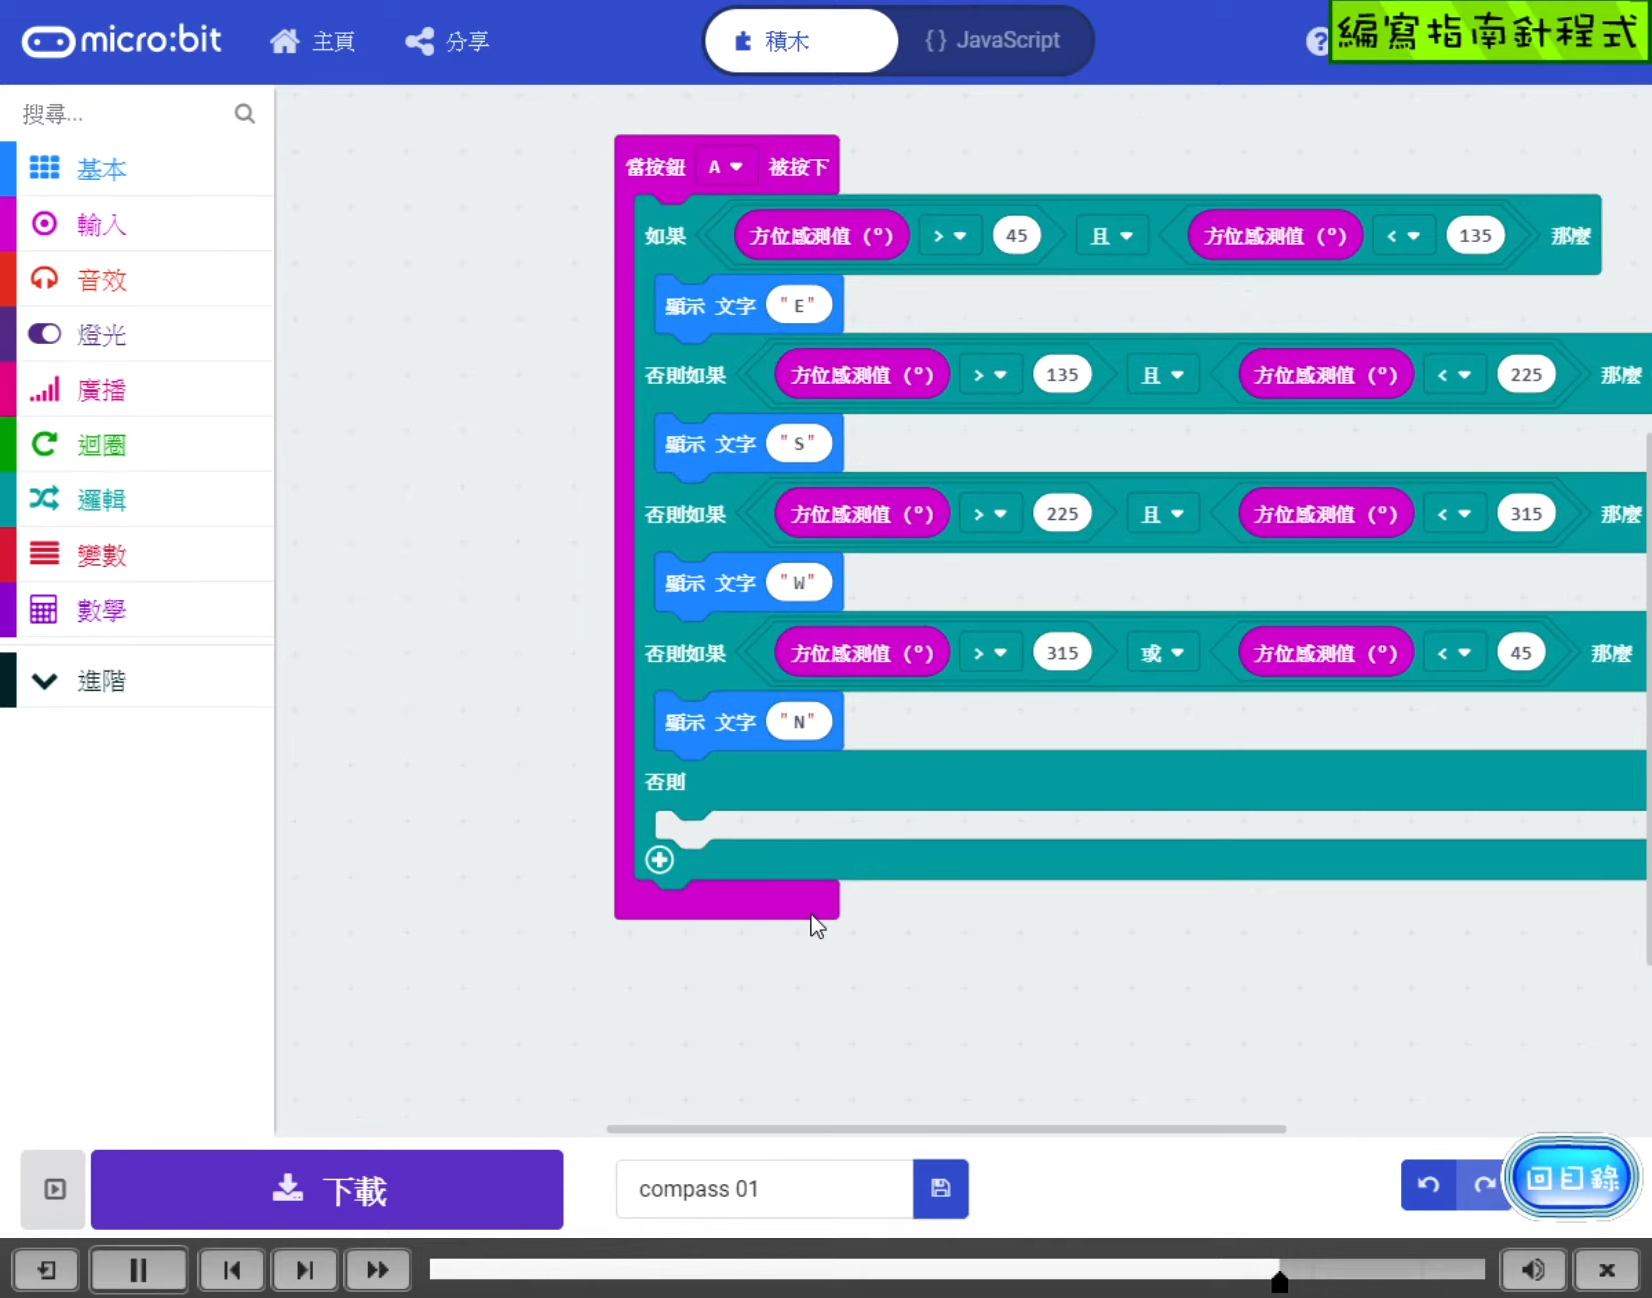 micro:bit 主頁 分享 積木 {} JavaScript ? 編寫指南針程式
搜尋...
基本
輸入
音效
燈光
廣播
迴圈
邏輯
變數
數學
進階
當按鈕 A 被按下
如果 方位感測值 (°) > 45 且 方位感測值 (°) < 135 那麼
顯示 文字 "E"
否則如果 方位感測值 (°) > 135 且 方位感測值 (°) < 225 那麼
顯示 文字 "S"
否則如果 方位感測值 (°) > 225 且 方位感測值 (°) < 315 那麼
顯示 文字 "W"
否則如果 方位感測值 (°) > 315 或 方位感測值 (°) < 45 那麼
顯示 文字 "N"
否則
下載 compass 01 回目錄